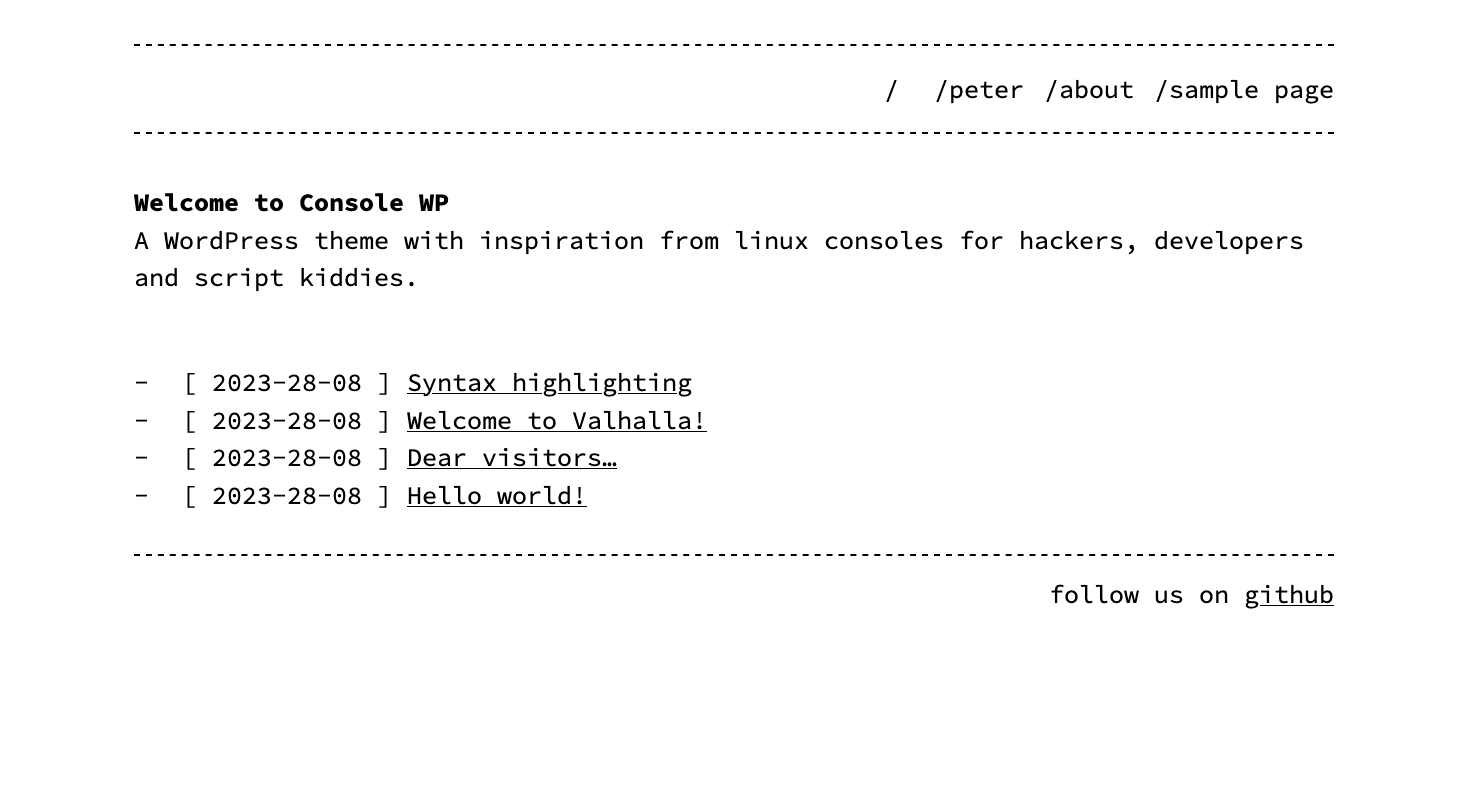 / /peter /about /sample page
Welcome to Console WP
A WordPress theme with inspiration from linux consoles for hackers, developers
and script kiddies.
- [ 2023-28-08 ] Syntax highlighting
- [ 2023-28-08 ] Welcome to Valhalla!
- [ 2023-28-08 ] Dear visitors…
- [ 2023-28-08 ] Hello world!
follow us on github